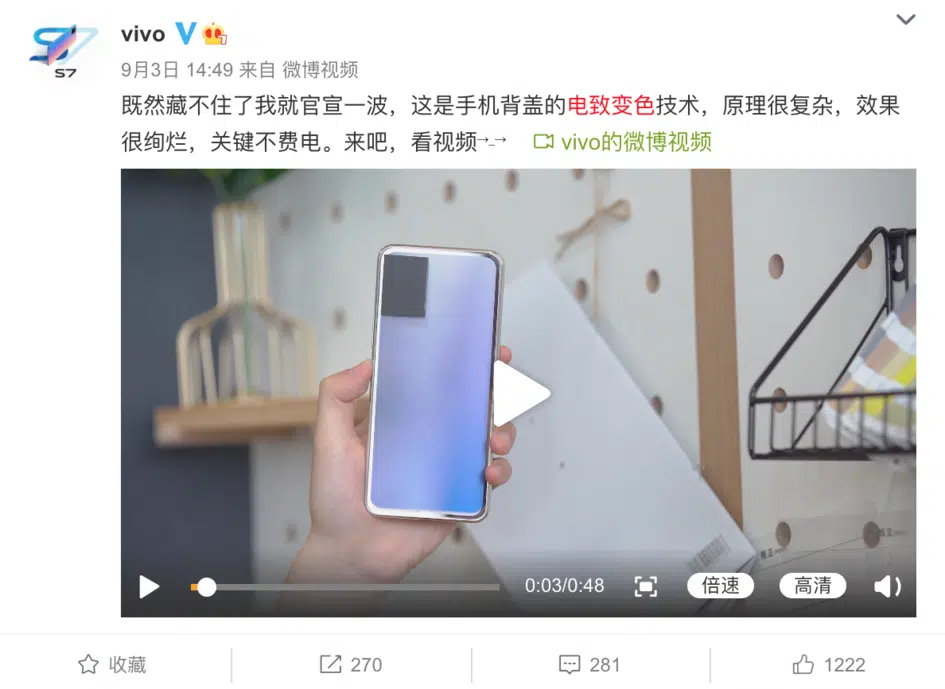 vivo
S7
9月3日 14:49 来自 微博视频
既然藏不住了我就官宣一波，这是手机背盖的电致变色技术，原理很复杂，效果
很绚烂，关键不费电。来吧，看视频→_→ vivo的微博视频
0:03/0:48 倍速 高清
收藏 270 281 1222